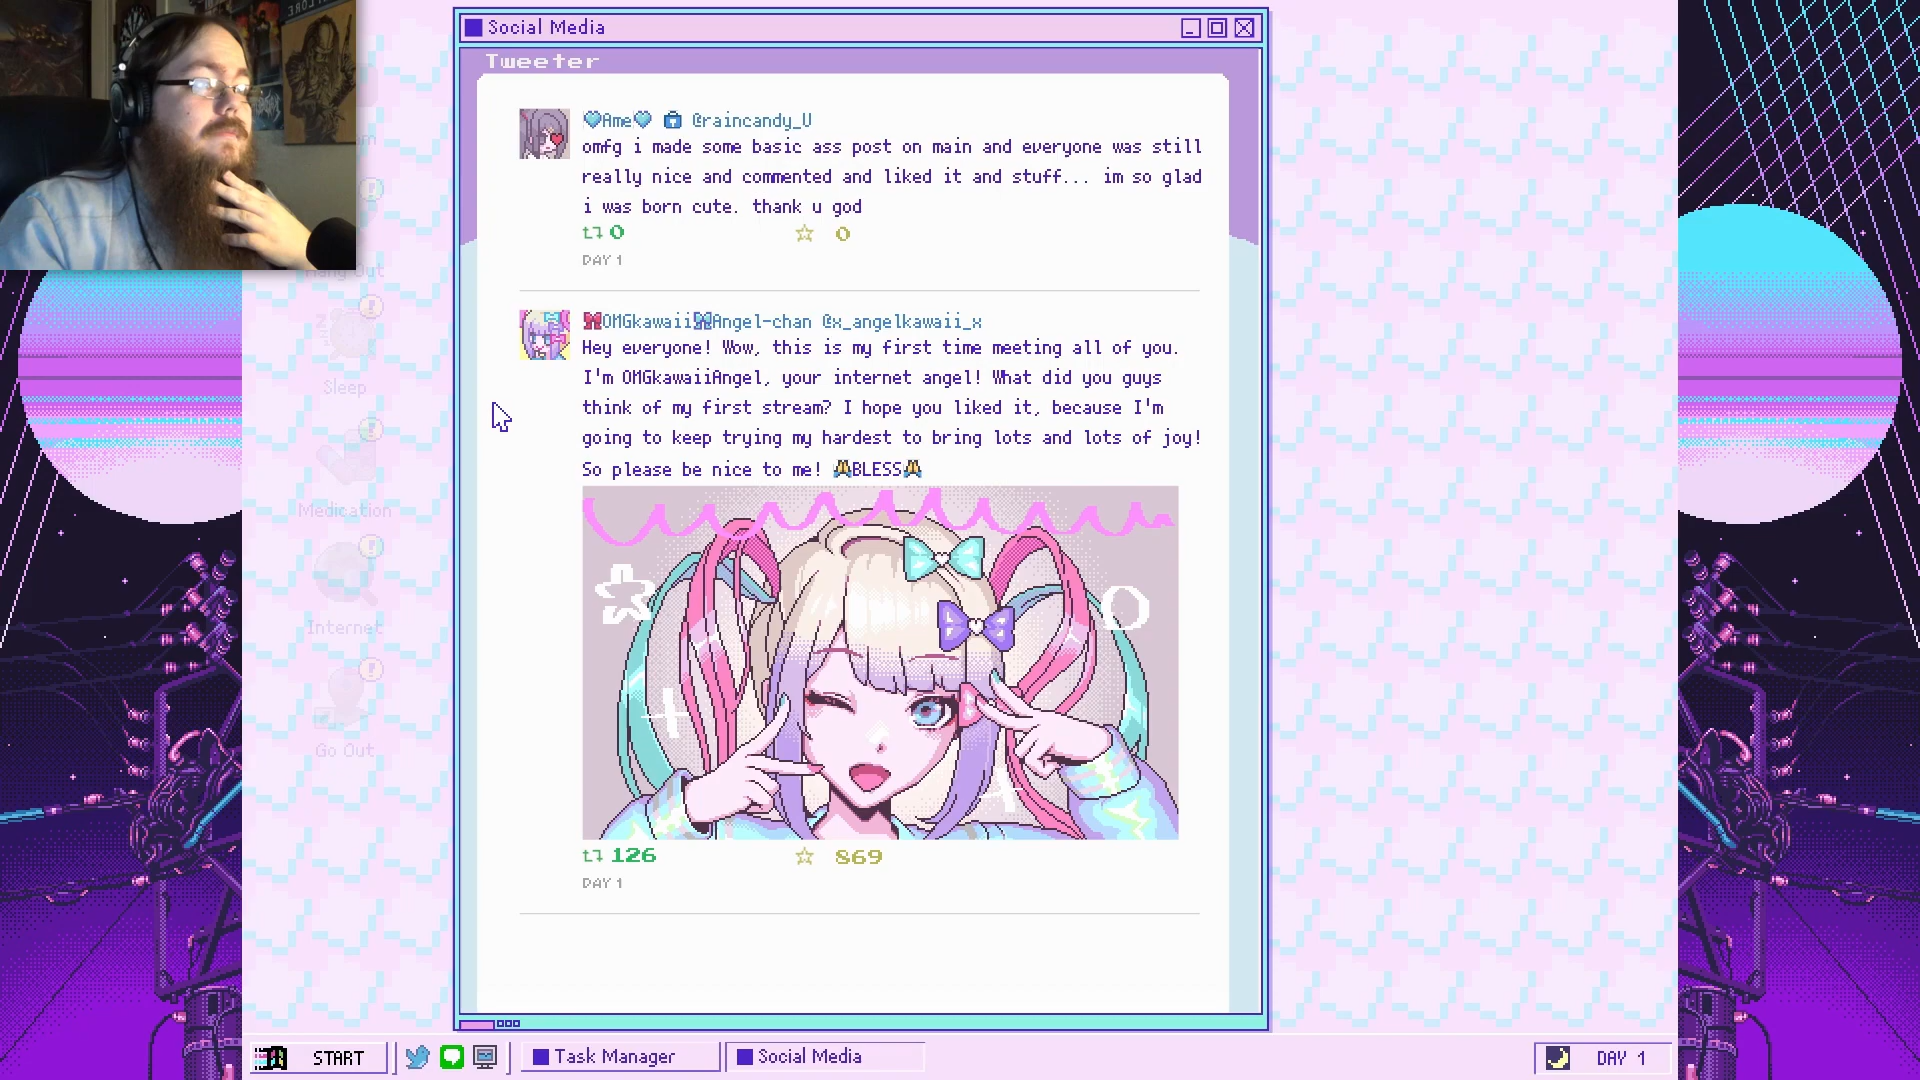 Social Media
Tweeter
Ame @raincandy_U
omfg i made some basic ass post on main and everyone was still
really nice and commented and liked it and stuff... im so glad
i was born cute. thank u god
0 0
DAY 1
OMGkawaii Angel-chan @x_angelkawaii_x
Hey everyone! Wow, this is my first time meeting all of you.
I'm OMGkawaiiAngel, your internet angel! What did you guys
think of my first stream? I hope you liked it, because I'm
going to keep trying my hardest to bring lots and lots of joy!
So please be nice to me! 🙏BLESS🙏
126 869
DAY 1
Hang Out
Sleep
Medication
Internet
Go Out
START
Task Manager
Social Media
DAY 1